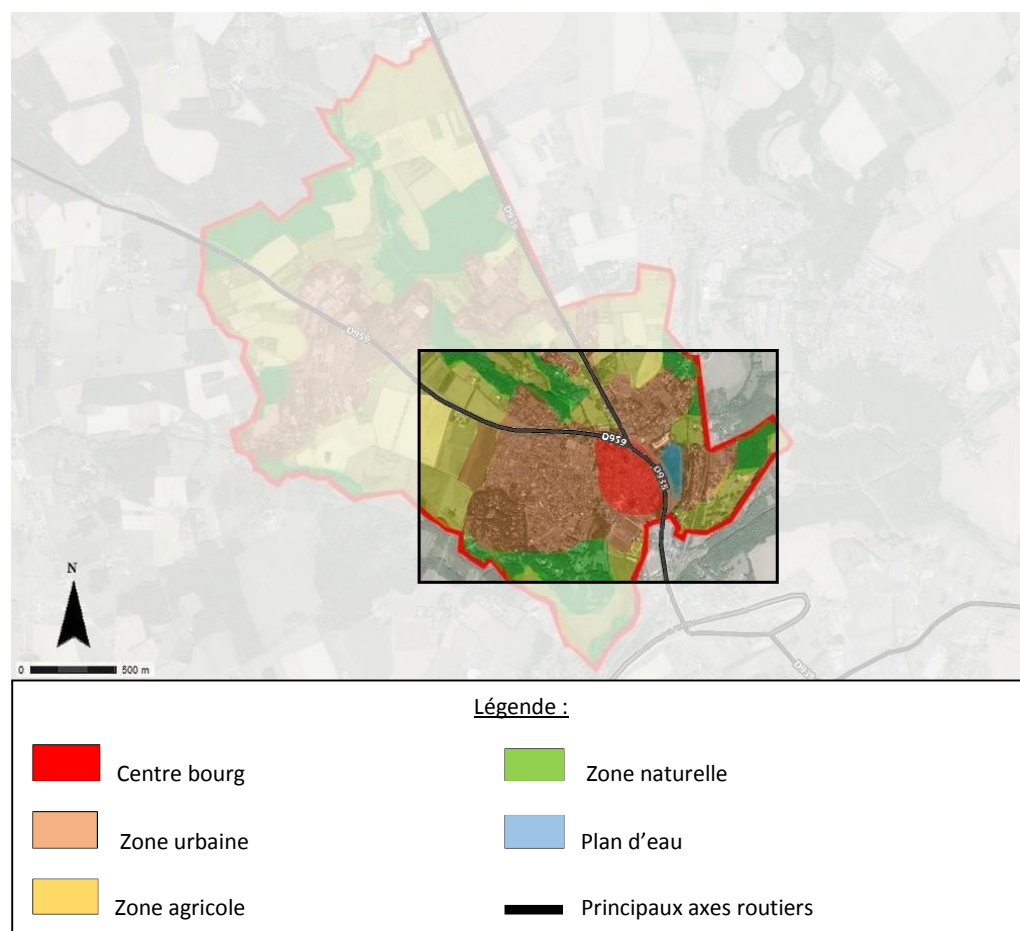 D938
D959
D959
D938
N
0 500 m
Légende :
Centre bourg
Zone naturelle
Zone urbaine
Plan d'eau
Zone agricole
Principaux axes routiers